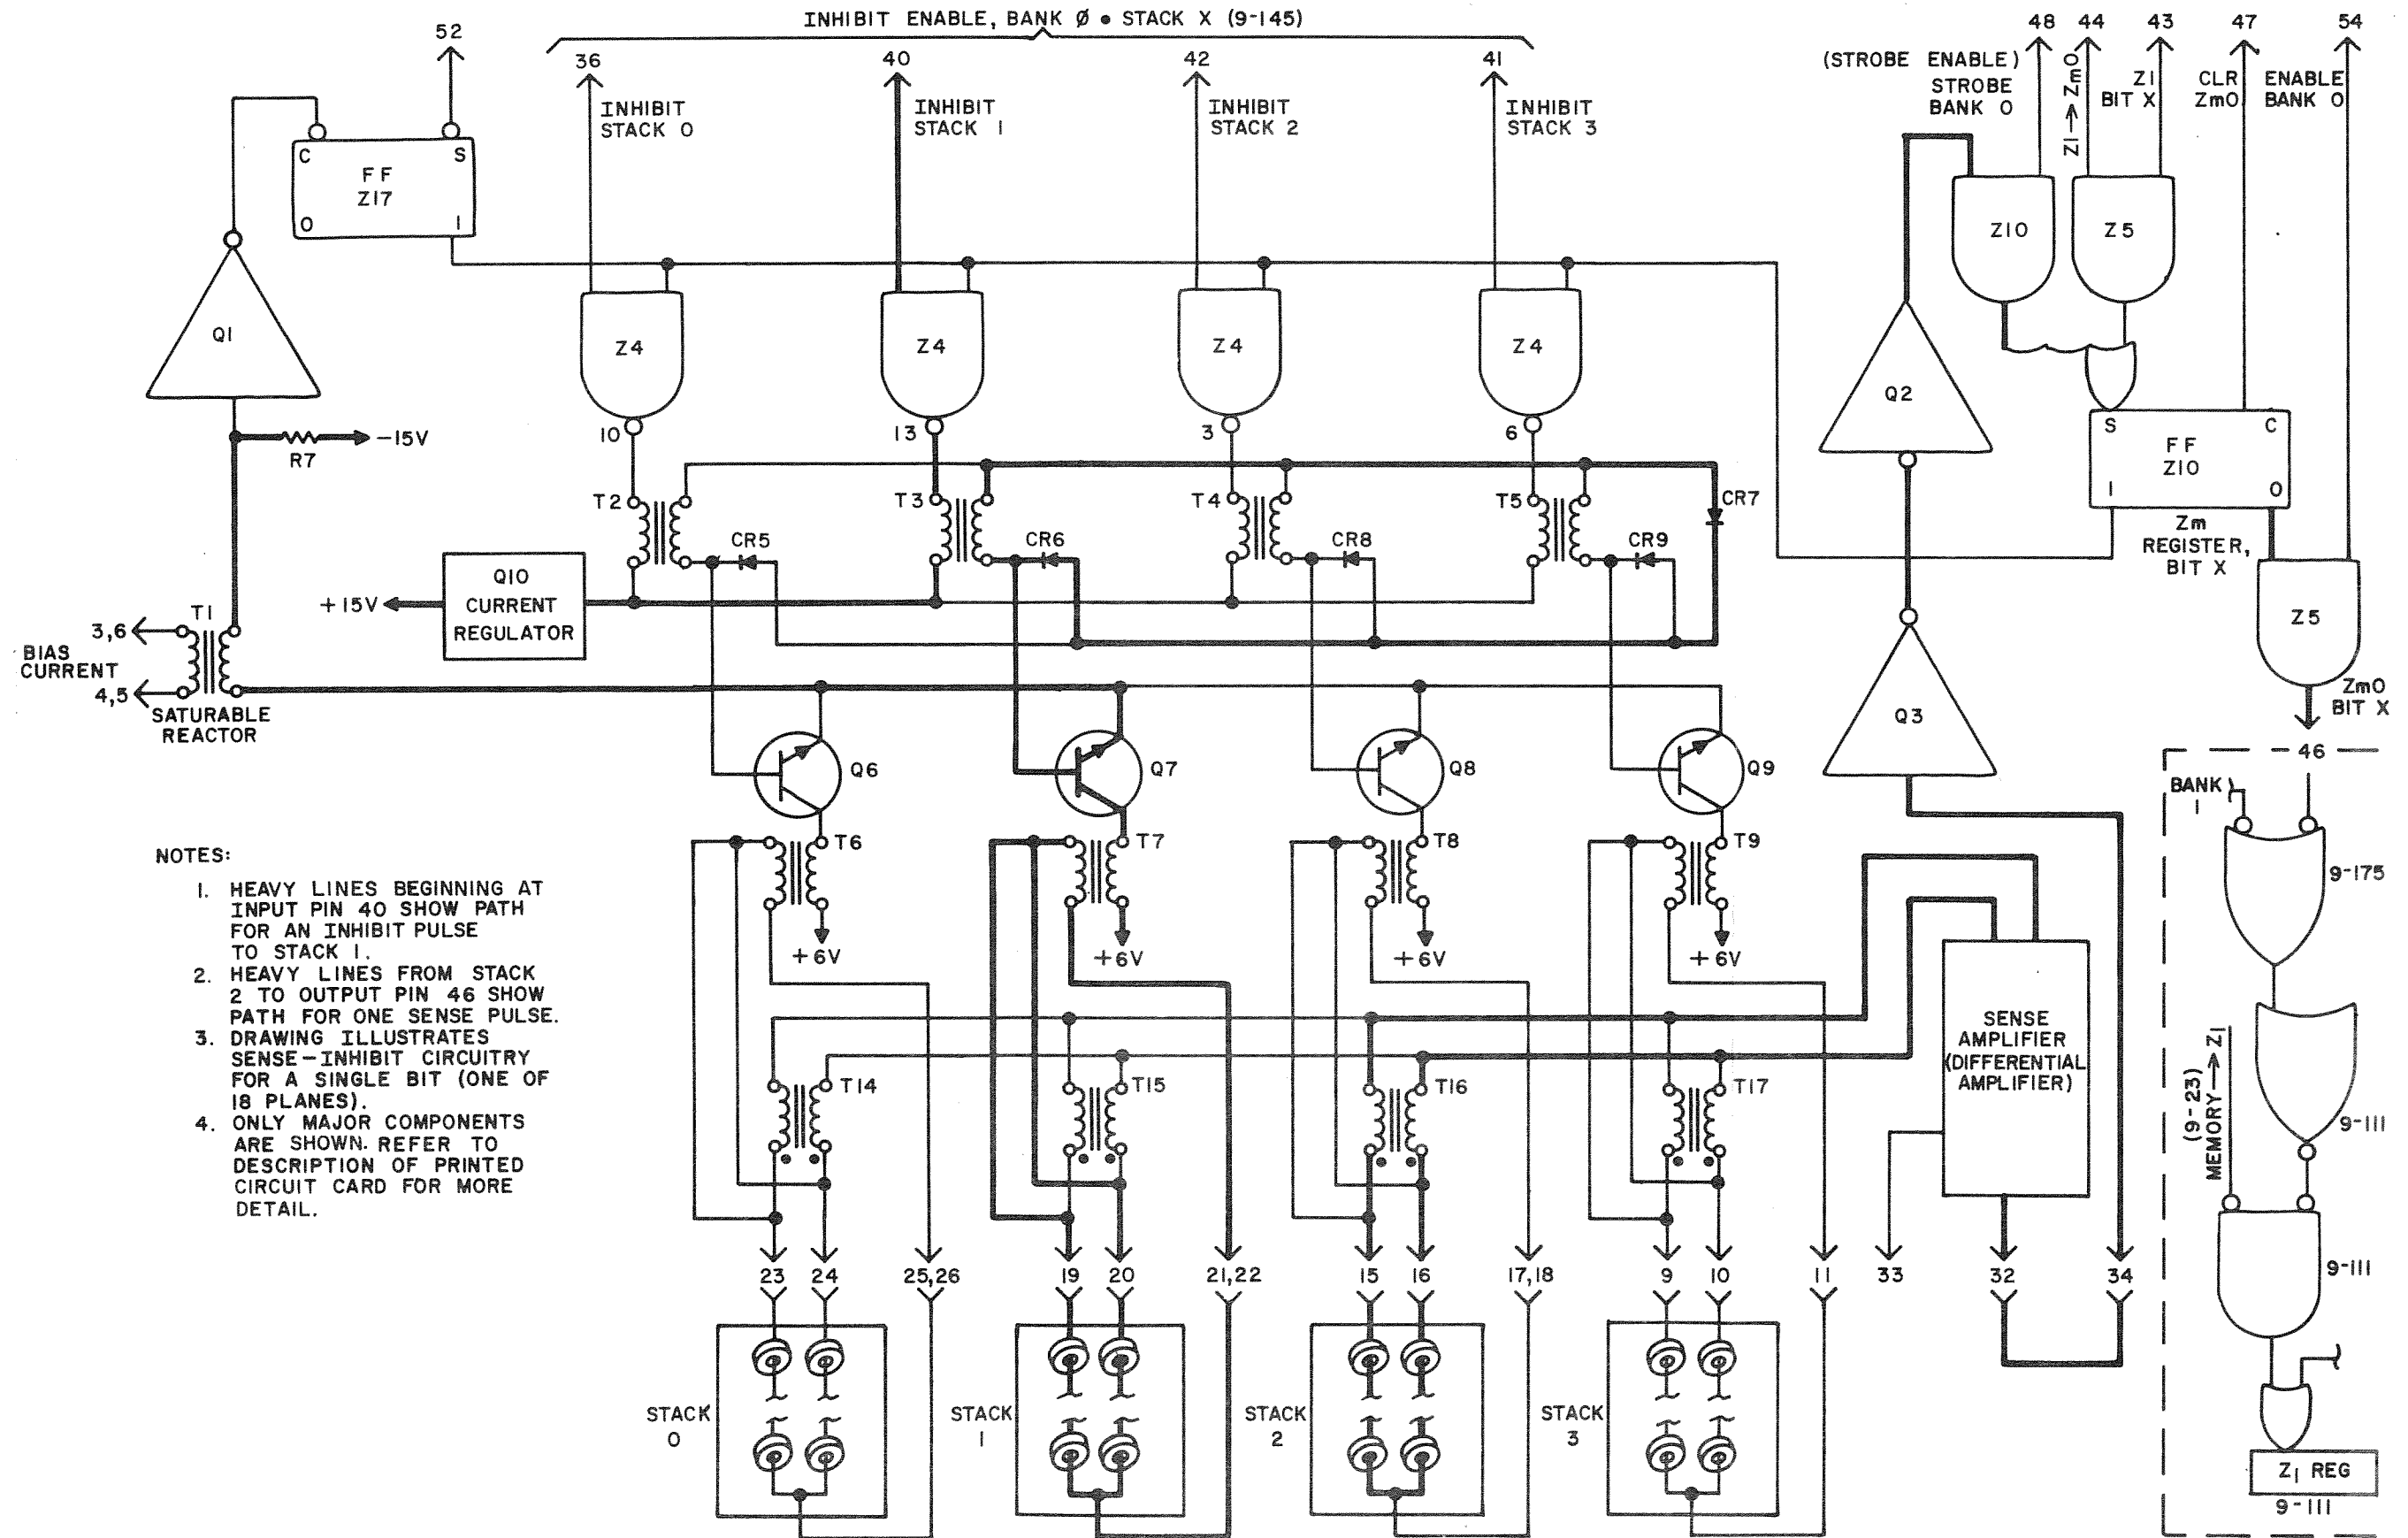 INHIBIT ENABLE, BANK Ø • STACK X (9-145)
52
36
40
42
41
48
44
43
47
54
INHIBIT
STACK 0
INHIBIT
STACK 1
INHIBIT
STACK 2
INHIBIT
STACK 3
(STROBE ENABLE)
STROBE
BANK 0
Z1→Zm0
Z1
BIT X
CLR
Zm0
ENABLE
BANK 0
C
S
FF
Z17
0
1
Q1
Z4
Z4
Z4
Z4
Z10
Z5
Q2
10
13
3
6
R7
-15V
S
C
FF
Z10
1
0
Zm
REGISTER,
BIT X
T2
T3
T4
T5
CR7
CR5
CR6
CR8
CR9
Q10
CURRENT
REGULATOR
+15V
T1
3,6
BIAS
CURRENT
4,5
SATURABLE
REACTOR
Z5
Zm0
BIT X
Q3
46
Q6
Q7
Q8
Q9
BANK
1
T6
T7
T8
T9
+6V
+6V
+6V
+6V
9-175
NOTES:
1. HEAVY LINES BEGINNING AT
INPUT PIN 40 SHOW PATH
FOR AN INHIBIT PULSE
TO STACK 1.
2. HEAVY LINES FROM STACK
2 TO OUTPUT PIN 46 SHOW
PATH FOR ONE SENSE PULSE.
3. DRAWING ILLUSTRATES
SENSE-INHIBIT CIRCUITRY
FOR A SINGLE BIT (ONE OF
18 PLANES).
4. ONLY MAJOR COMPONENTS
ARE SHOWN. REFER TO
DESCRIPTION OF PRINTED
CIRCUIT CARD FOR MORE
DETAIL.
SENSE
AMPLIFIER
(DIFFERENTIAL
AMPLIFIER)
T14
T15
T16
T17
(9-23)
MEMORY→Z1
9-111
9-111
23
24
25,26
19
20
21,22
15
16
17,18
9
10
11
33
32
34
STACK
0
STACK
1
STACK
2
STACK
3
Z1 REG
9-111